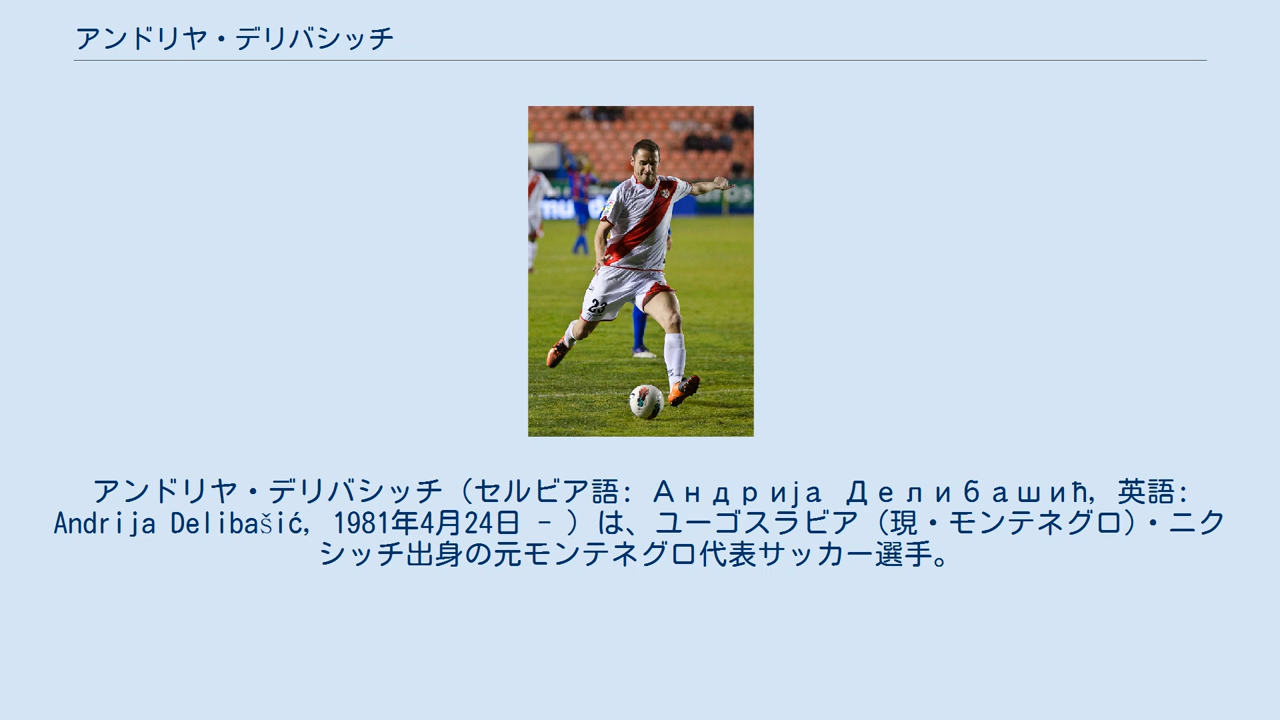 アンドリヤ・デリバシッチ
23
アンドリヤ・デリバシッチ（セルビア語: Андрија Делибашић, 英語:
Andrija Delibašić, 1981年4月24日 - ）は、ユーゴスラビア（現・モンテネグロ）・ニク
シッチ出身の元モンテネグロ代表サッカー選手。